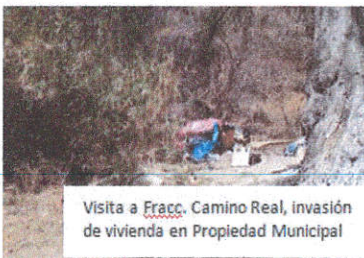 Visita a Fracc. Camino Real, invasión
de vivienda en Propiedad Municipal